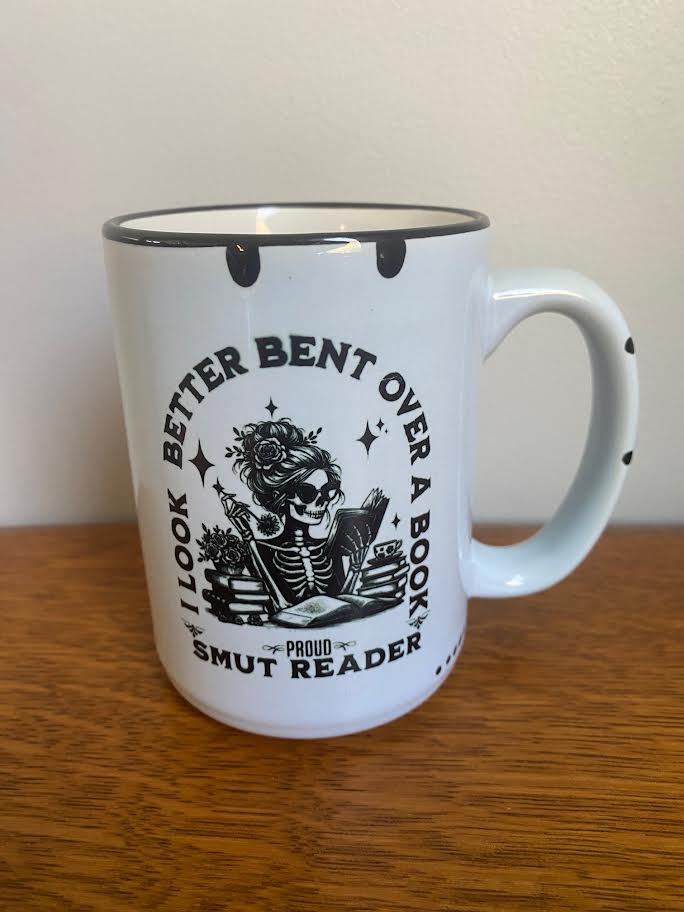 I LOOK BETTER BENT OVER A BOOK
PROUD
SMUT READER